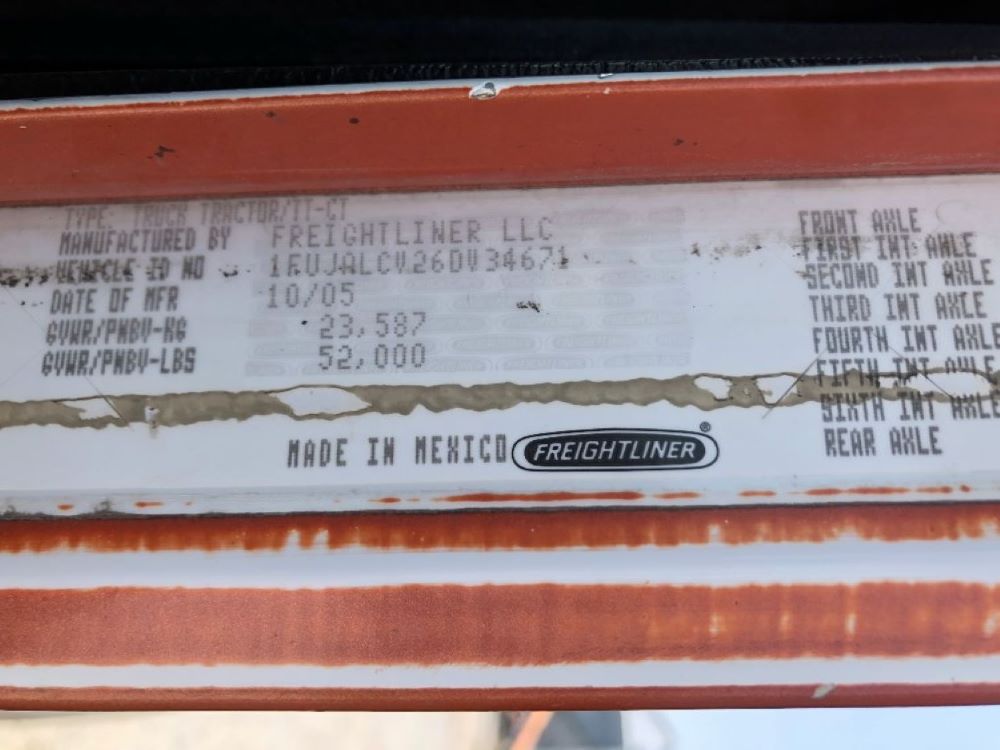 TYPE: TRUCK TRACTOR/TT-CT
MANUFACTURED BY FREIGHTLINER LLC
VEHICLE ID NO 1FUJALCV26DV34671
DATE OF MFR 10/05
GVWR/PNBV-KG 23,587
GVWR/PNBV-LBS 52,000
MADE IN MEXICO FREIGHTLINER®
FRONT AXLE
FIRST INT AXLE
SECOND INT AXLE
THIRD INT AXLE
FOURTH INT AXLE
FIFTH INT AXLE
SIXTH INT AXLE
REAR AXLE